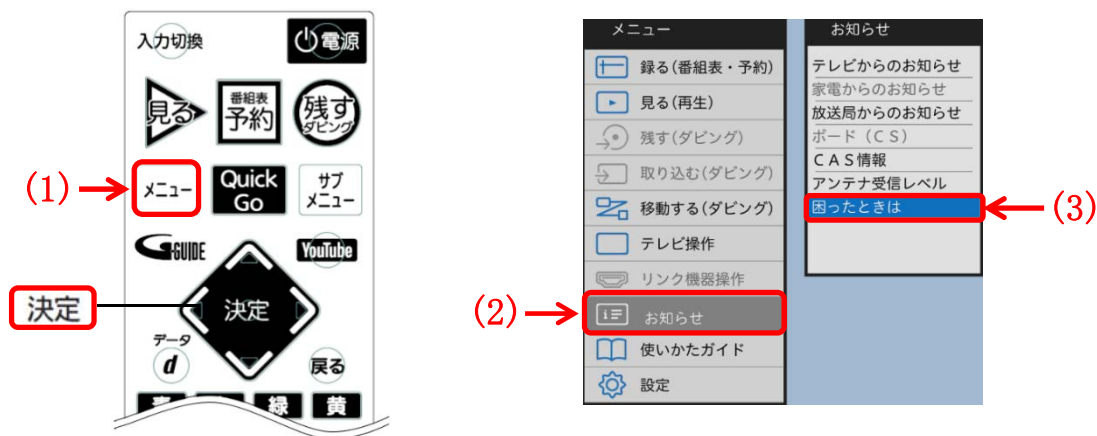 入力切換
電源
見る
番組表
予約
残す
ダビング
(1)
メニュー
Quick
Go
サブ
メニュー
G-GUIDE
YouTube
決定
決定
データ
d
戻る
緑
黄
メニュー
録る(番組表・予約)
見る(再生)
残す(ダビング)
取り込む(ダビング)
移動する(ダビング)
テレビ操作
リンク機器操作
(2)
お知らせ
使いかたガイド
設定
お知らせ
テレビからのお知らせ
家電からのお知らせ
放送局からのお知らせ
ボード(CS)
CAS情報
アンテナ受信レベル
困ったときは
(3)